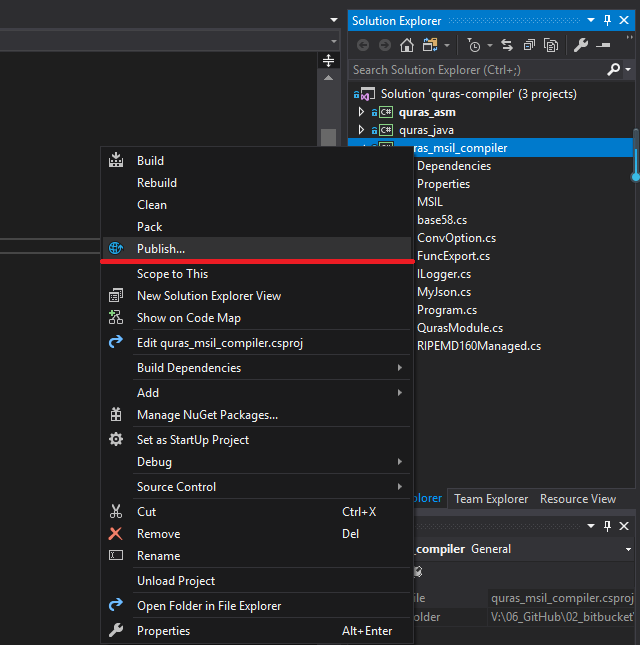 Solution Explorer
Search Solution Explorer (Ctrl+;)
Solution 'quras-compiler' (3 projects)
C# quras_asm
C# quras_java
ras_msil_compiler
Dependencies
Properties
MSIL
base58.cs
ConvOption.cs
FuncExport.cs
ILogger.cs
MyJson.cs
Program.cs
QurasModule.cs
RIPEMD160Managed.cs
Build
Rebuild
Clean
Pack
Publish...
Scope to This
New Solution Explorer View
Show on Code Map
Edit quras_msil_compiler.csproj
Build Dependencies
Add
Manage NuGet Packages...
Set as StartUp Project
Debug
Source Control
Cut Ctrl+X
Remove Del
Rename
Unload Project
Open Folder in File Explorer
Properties Alt+Enter
plorer Team Explorer Resource View
_compiler General
ile quras_msil_compiler.csproj
older V:\06_GitHub\02_bitbucket\